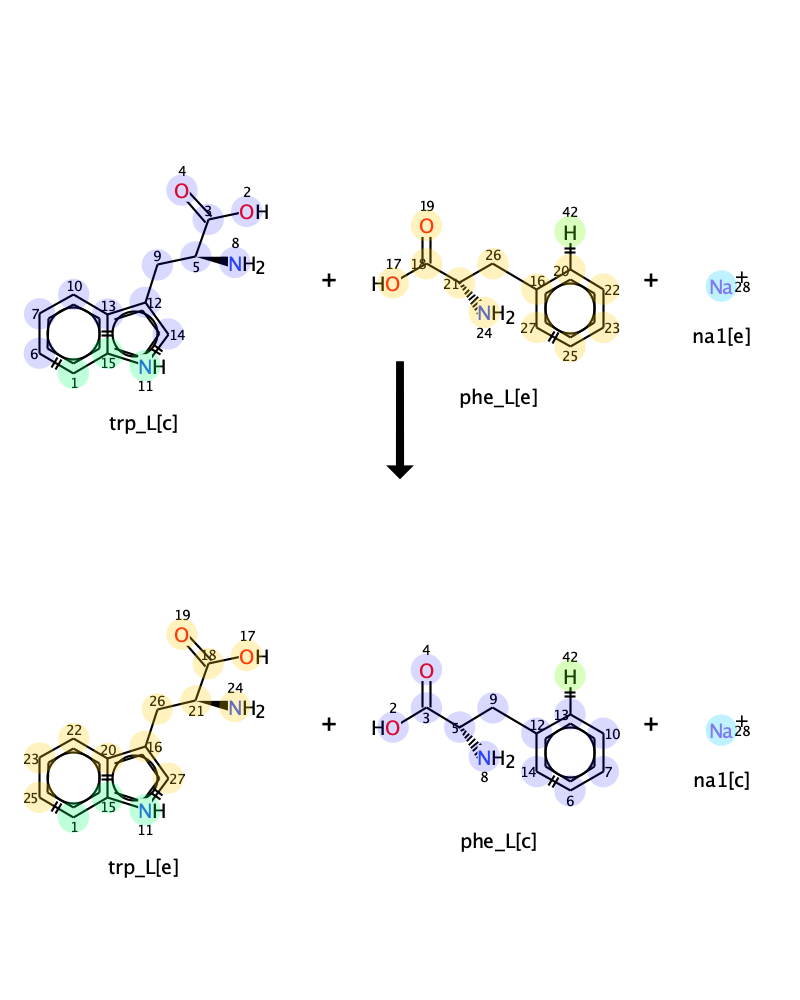 4
2
O
3
OH
8
9
5
NH2
10
12
7
13
14
6
15
NH
1
11
trp_L[c]
+
19
42
O
H
17
18
26
20
HO
21
16
22
NH2
24
27
23
25
phe_L[e]
+
Na+
28
na1[e]
19
17
O
18
OH
24
26
21
NH2
22
16
23
20
27
25
15
NH
1
11
trp_L[e]
+
4
42
O
H
2
3
9
13
HO
5
12
10
NH2
8
14
7
6
phe_L[c]
+
Na+
28
na1[c]